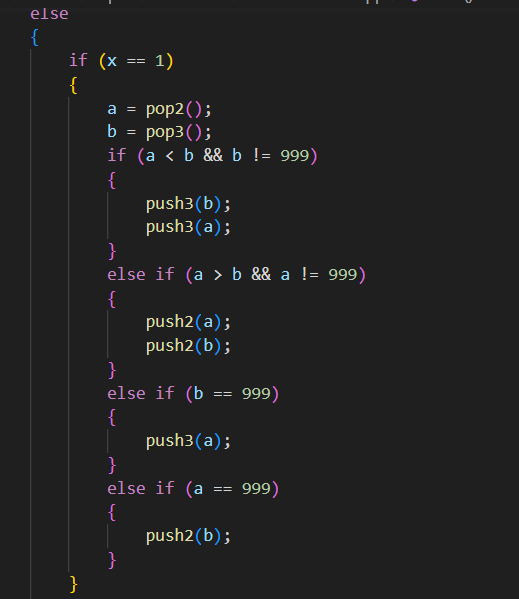 else
{
if (x == 1)
{
a = pop2();
b = pop3();
if (a < b && b != 999)
{
push3(b);
push3(a);
}
else if (a > b && a != 999)
{
push2(a);
push2(b);
}
else if (b == 999)
{
push3(a);
}
else if (a == 999)
{
push2(b);
}
}